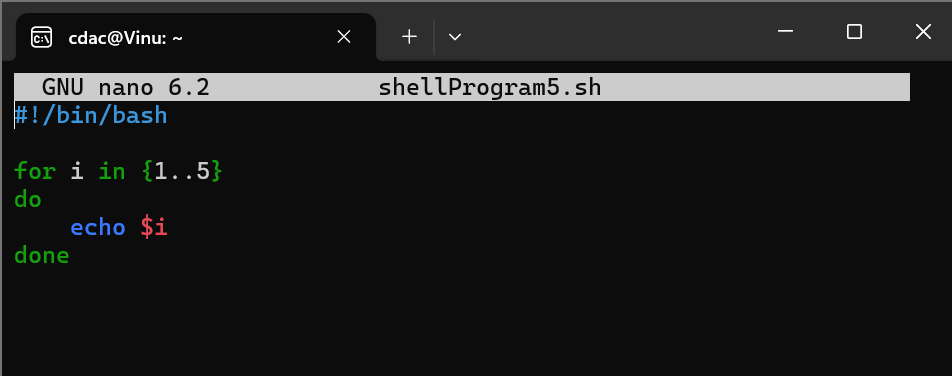 cdac@Vinu: ~
GNU nano 6.2 shellProgram5.sh
#!/bin/bash

for i in {1..5}
do
    echo $i
done